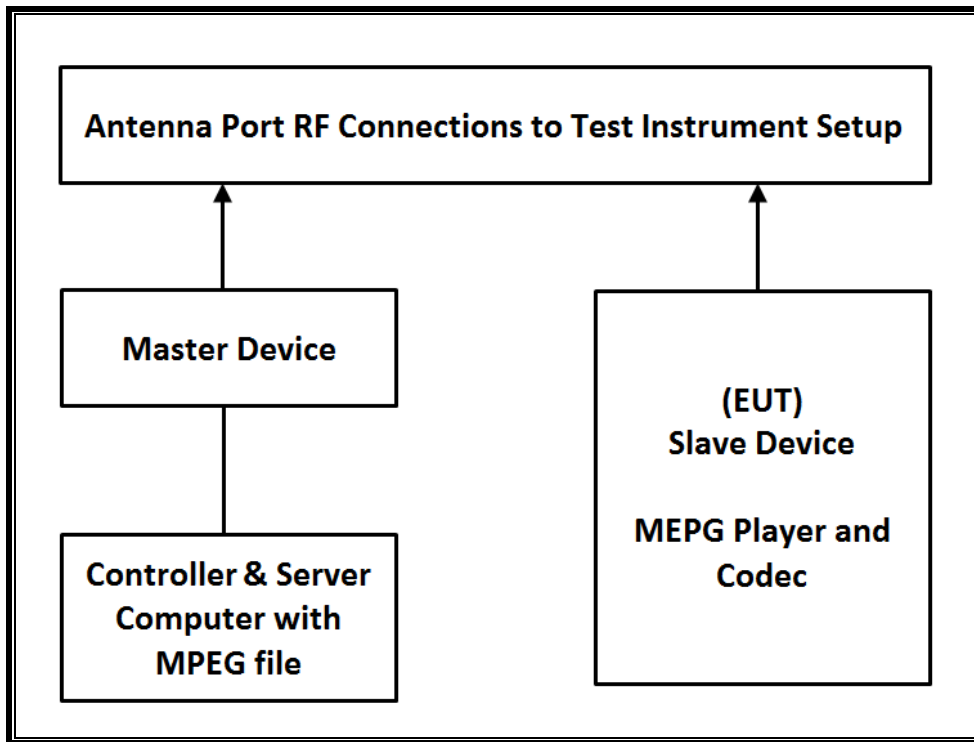 Antenna Port RF Connections to Test Instrument Setup
Master Device
Controller & Server
Computer with
MPEG file
(EUT)
Slave Device
MEPG Player and
Codec